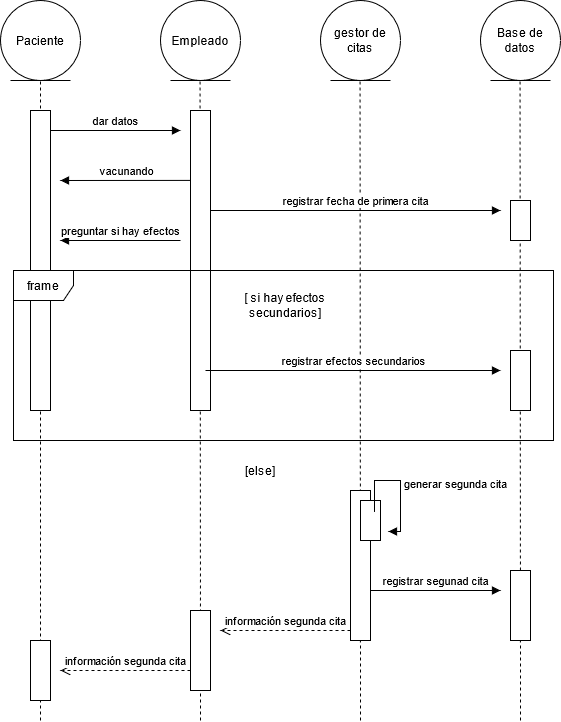 Paciente
Empleado
gestor de
citas
Base de
datos
dar datos
vacunando
registrar fecha de primera cita
preguntar si hay efectos
frame
[ si hay efectos
secundarios]
registrar efectos secundarios
[else]
generar segunda cita
registrar segunad cita
información segunda cita
información segunda cita